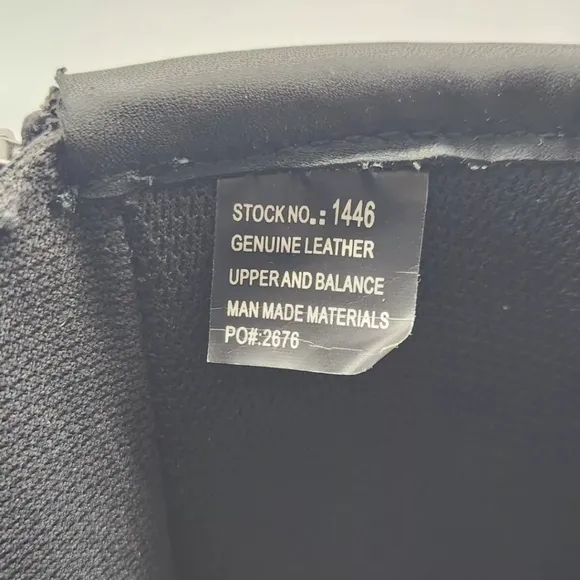 STOCK NO.: 1446
GENUINE LEATHER
UPPER AND BALANCE
MAN MADE MATERIALS
PO#:2676